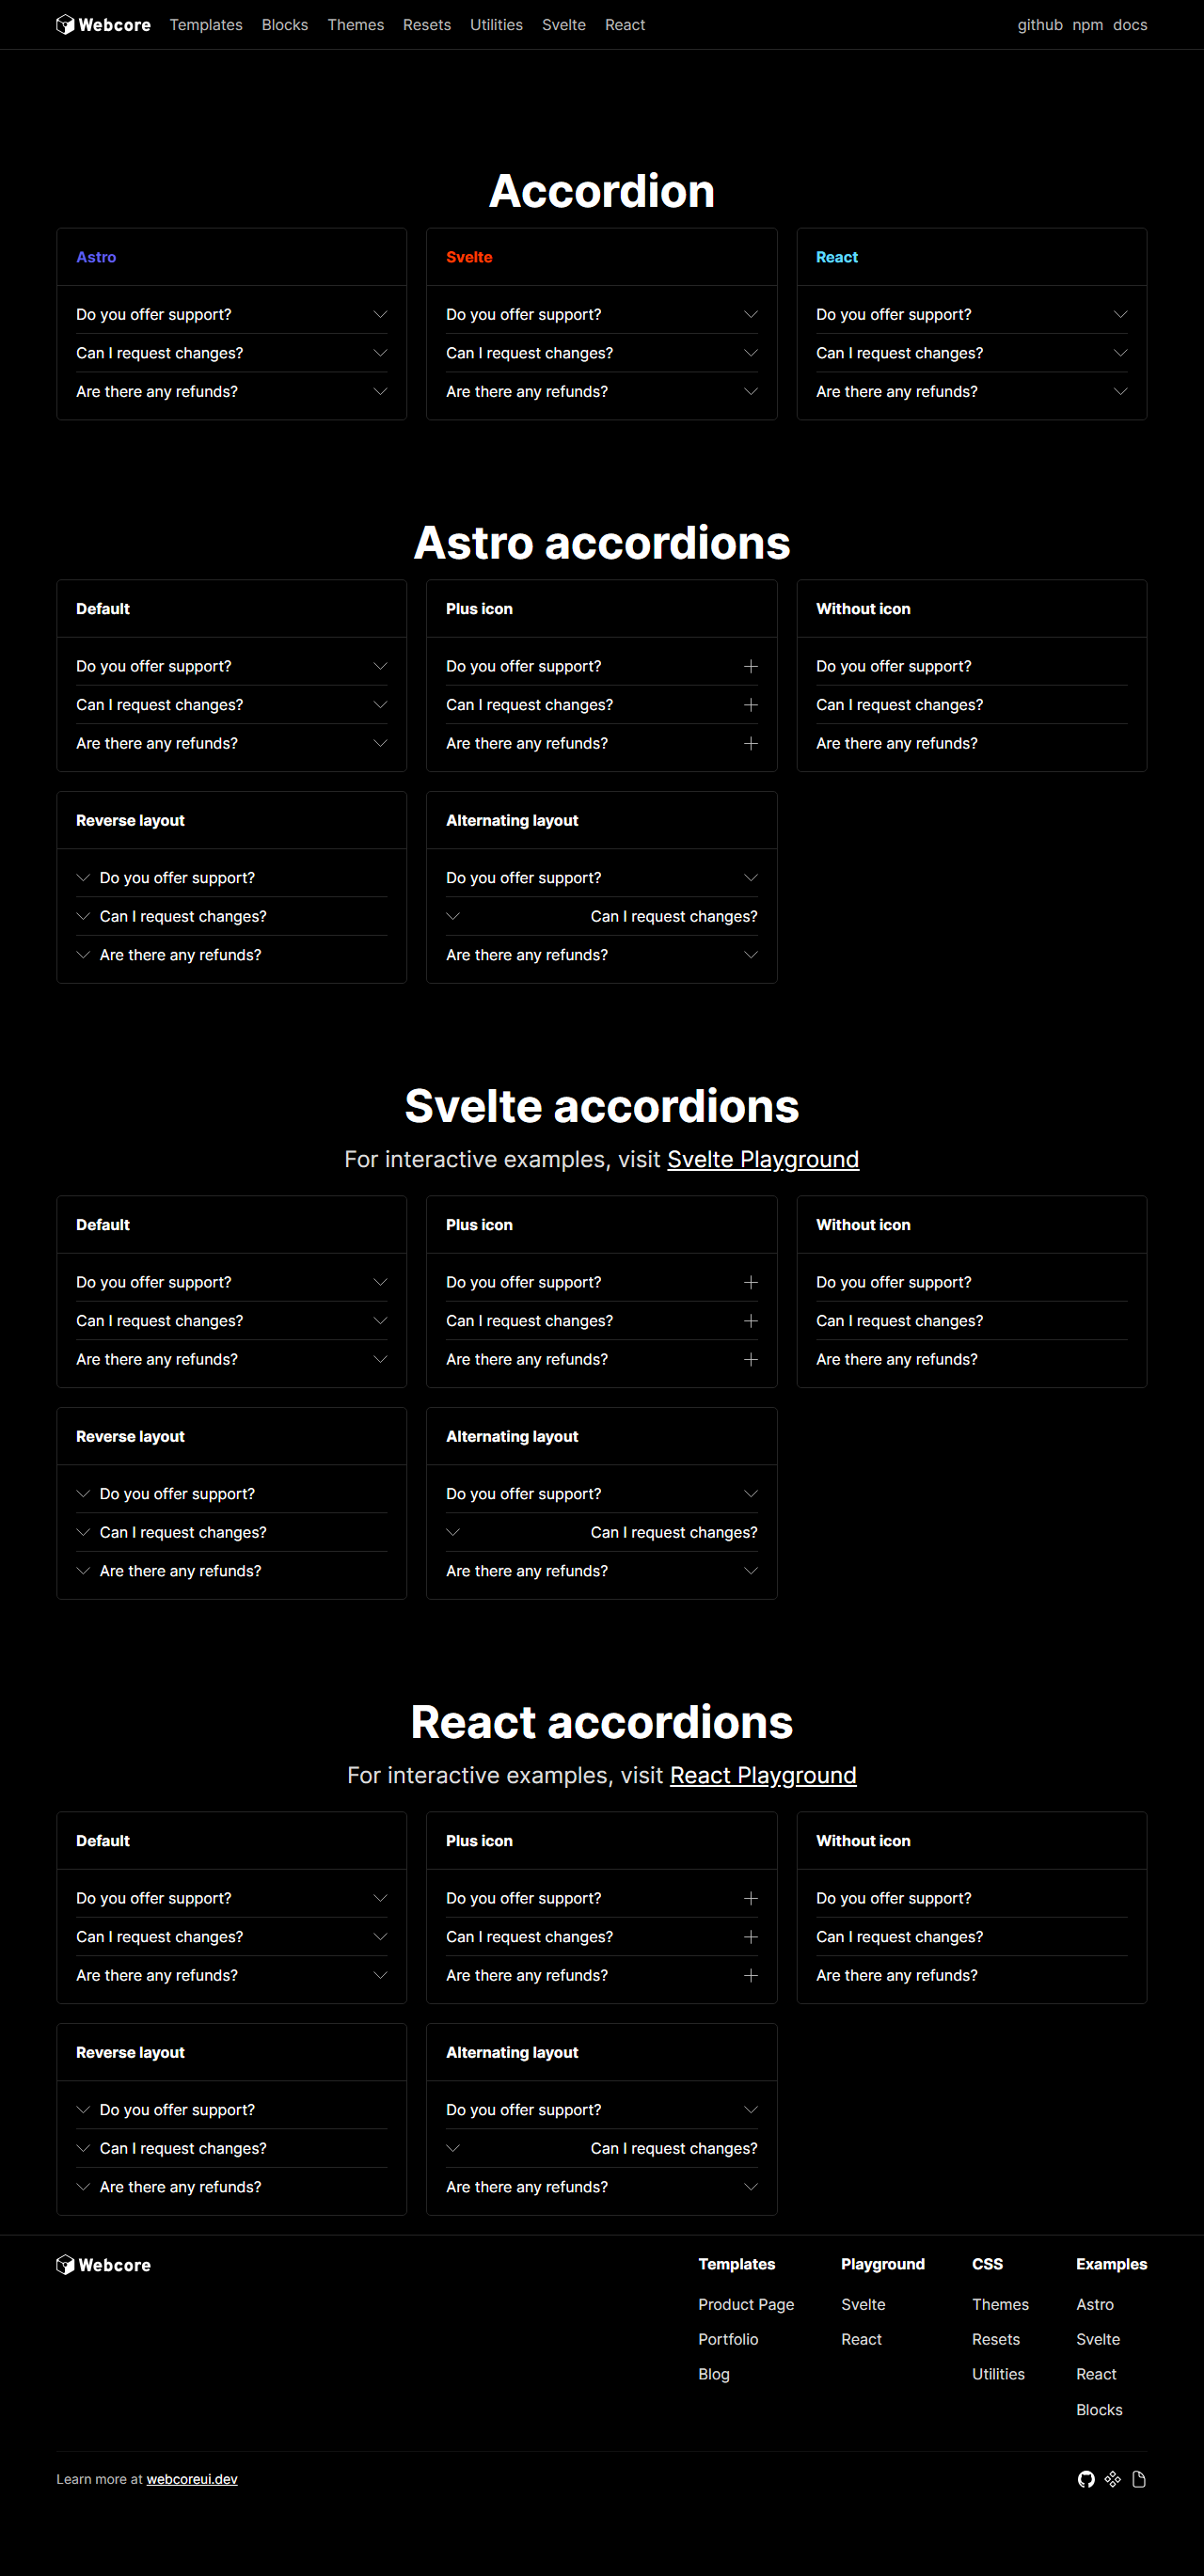 Webcore Templates Blocks Themes Resets Utilities Svelte React github npm docs
Accordion
Astro
Do you offer support?
Can I request changes?
Are there any refunds?
Svelte
Do you offer support?
Can I request changes?
Are there any refunds?
React
Do you offer support?
Can I request changes?
Are there any refunds?
Astro accordions
Default
Do you offer support?
Can I request changes?
Are there any refunds?
Plus icon
Do you offer support?
Can I request changes?
Are there any refunds?
Without icon
Do you offer support?
Can I request changes?
Are there any refunds?
Reverse layout
Do you offer support?
Can I request changes?
Are there any refunds?
Alternating layout
Do you offer support?
Can I request changes?
Are there any refunds?
Svelte accordions
For interactive examples, visit Svelte Playground
Default
Do you offer support?
Can I request changes?
Are there any refunds?
Plus icon
Do you offer support?
Can I request changes?
Are there any refunds?
Without icon
Do you offer support?
Can I request changes?
Are there any refunds?
Reverse layout
Do you offer support?
Can I request changes?
Are there any refunds?
Alternating layout
Do you offer support?
Can I request changes?
Are there any refunds?
React accordions
For interactive examples, visit React Playground
Default
Do you offer support?
Can I request changes?
Are there any refunds?
Plus icon
Do you offer support?
Can I request changes?
Are there any refunds?
Without icon
Do you offer support?
Can I request changes?
Are there any refunds?
Reverse layout
Do you offer support?
Can I request changes?
Are there any refunds?
Alternating layout
Do you offer support?
Can I request changes?
Are there any refunds?
Webcore
Templates
Product Page
Portfolio
Blog
Playground
Svelte
React
CSS
Themes
Resets
Utilities
Examples
Astro
Svelte
React
Blocks
Learn more at webcoreui.dev